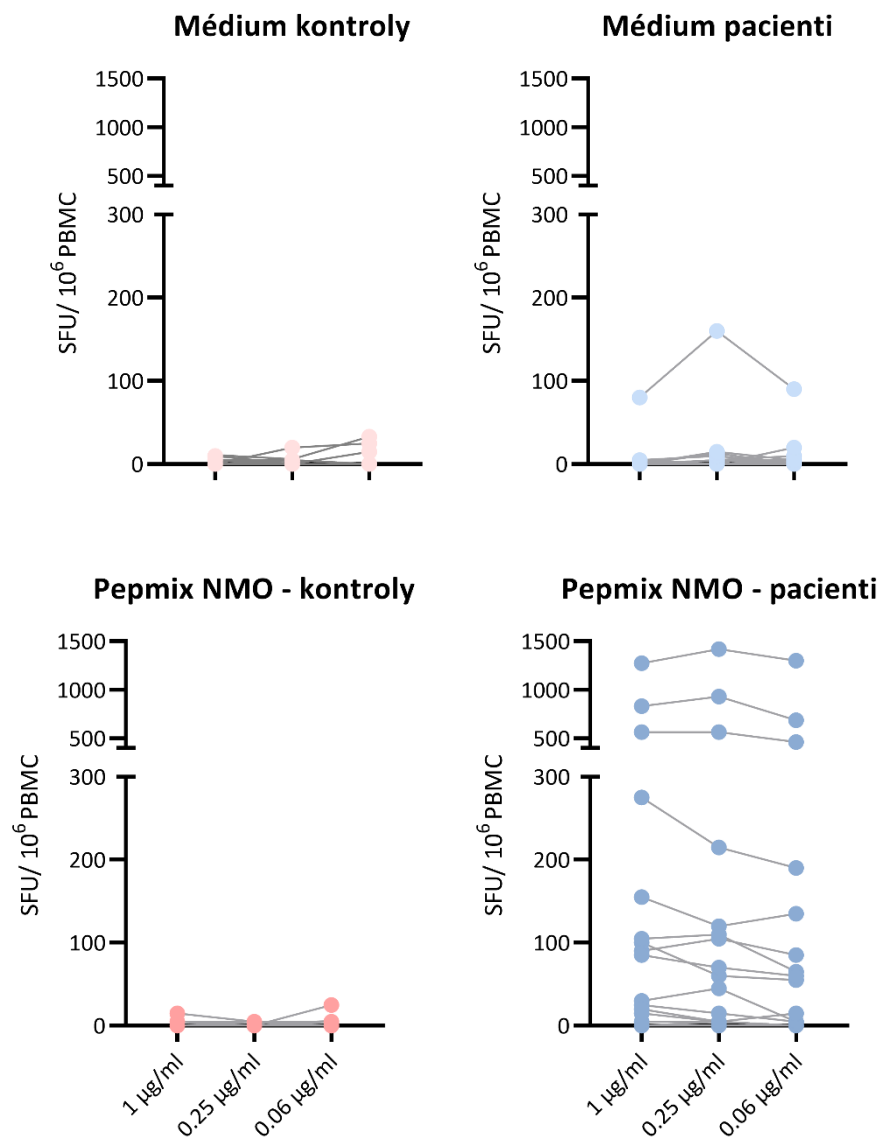 Médium kontroly
Médium pacienti
1500
1000
500
300
200
100
0
SFU/ 10⁶ PBMC
1500
1000
500
300
200
100
0
SFU/ 10⁶ PBMC
Pepmix NMO - kontroly
Pepmix NMO - pacienti
1500
1000
500
300
200
100
0
SFU/ 10⁶ PBMC
1 µg/ml
0.25 µg/ml
0.06 µg/ml
1500
1000
500
300
200
100
0
SFU/ 10⁶ PBMC
1 µg/ml
0.25 µg/ml
0.06 µg/ml